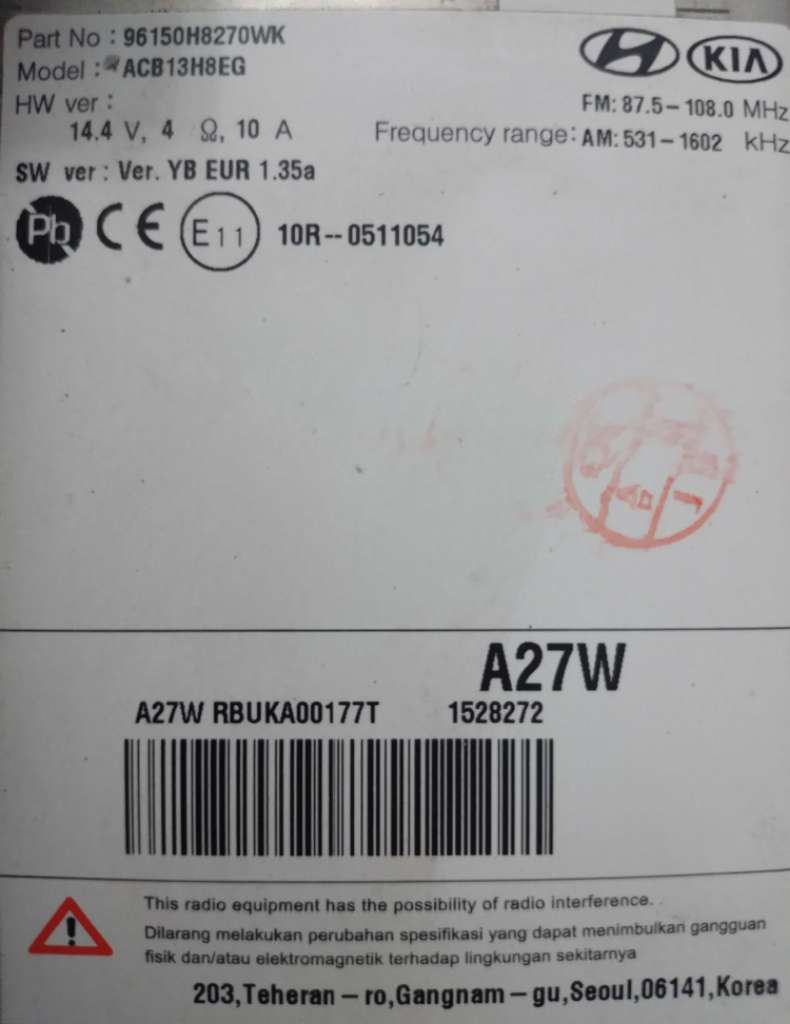 Part No : 96150H8270WK
Model : ACB13H8EG
HW ver :
14.4 V, 4 Ω, 10 A
SW ver : Ver. YB EUR 1.35a
KIA
FM: 87.5-108.0 MHz
Frequency range: AM: 531-1602 kHz
Pb CE E11 10R--0511054
A27W
A27W RBUKA00177T 1528272
This radio equipment has the possibility of radio interference.
Dilarang melakukan perubahan spesifikasi yang dapat menimbulkan gangguan
fisik dan/atau elektromagnetik terhadap lingkungan sekitarnya
203,Teheran-ro,Gangnam-gu,Seoul,06141,Korea